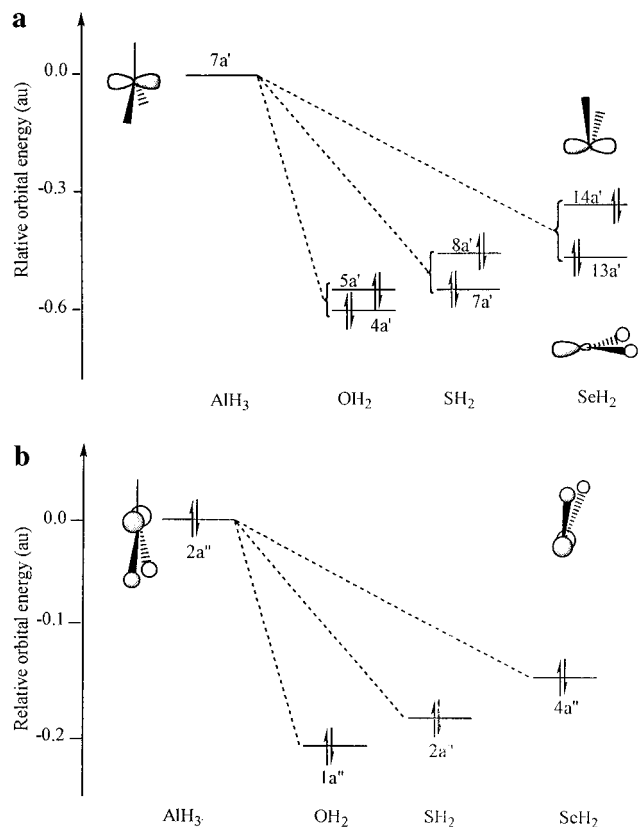 a
Rlative orbital energy (au)
0.0
-0.3
-0.6
7a'
14a'
13a'
8a'
7a'
5a'
4a'
AlH3
OH2
SH2
SeH2
b
Relative orbital energy (au)
0.0
-0.1
-0.2
2a"
4a"
2a'
1a"
AlH3
OH2
SH2
SeH2